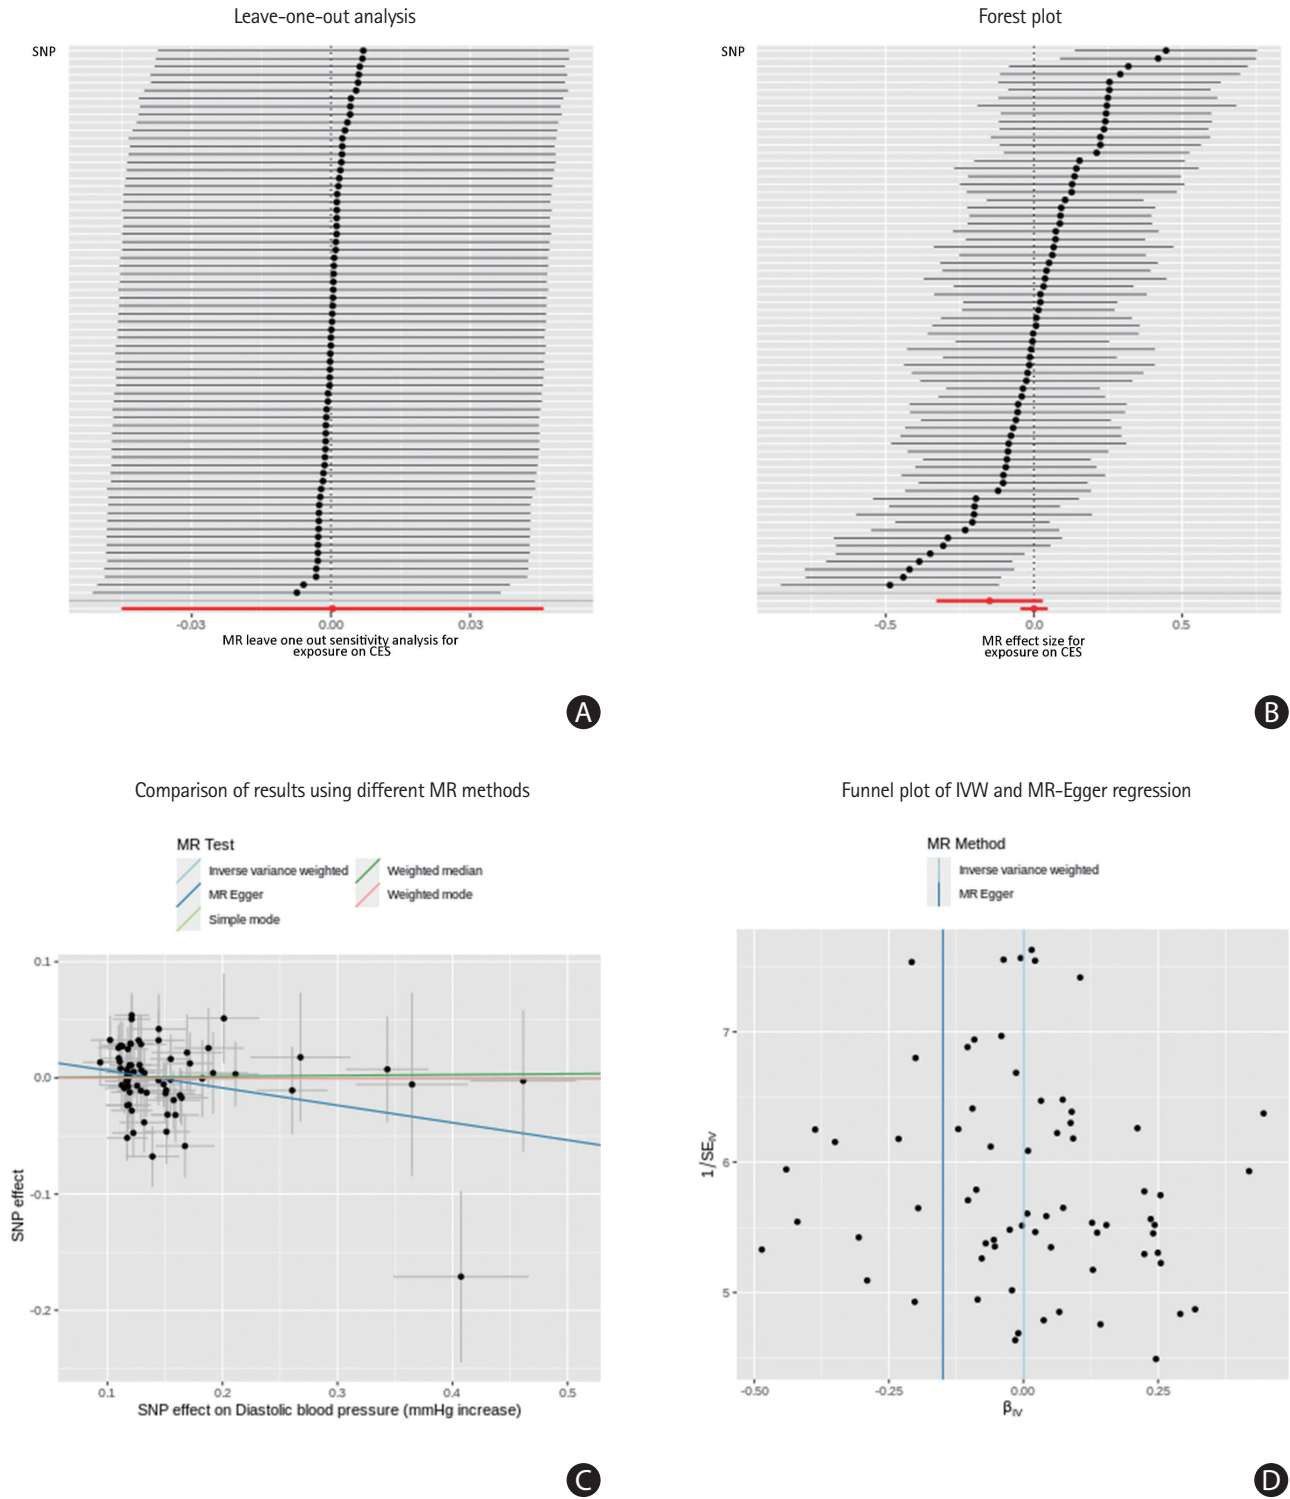 Leave-one-out analysis
SNP
-0.03 0.00 0.03
MR leave one out sensitivity analysis for
exposure on CES
A
Forest plot
SNP
-0.5 0.0 0.5
MR effect size for
exposure on CES
B
Comparison of results using different MR methods
MR Test
Inverse variance weighted Weighted median
MR Egger Weighted mode
Simple mode
SNP effect
0.1
0.0
-0.1
-0.2
0.1 0.2 0.3 0.4 0.5
SNP effect on Diastolic blood pressure (mmHg increase)
C
Funnel plot of IVW and MR-Egger regression
MR Method
Inverse variance weighted
MR Egger
1/SE_IV
7
6
5
-0.50 -0.25 0.00 0.25
β_IV
D